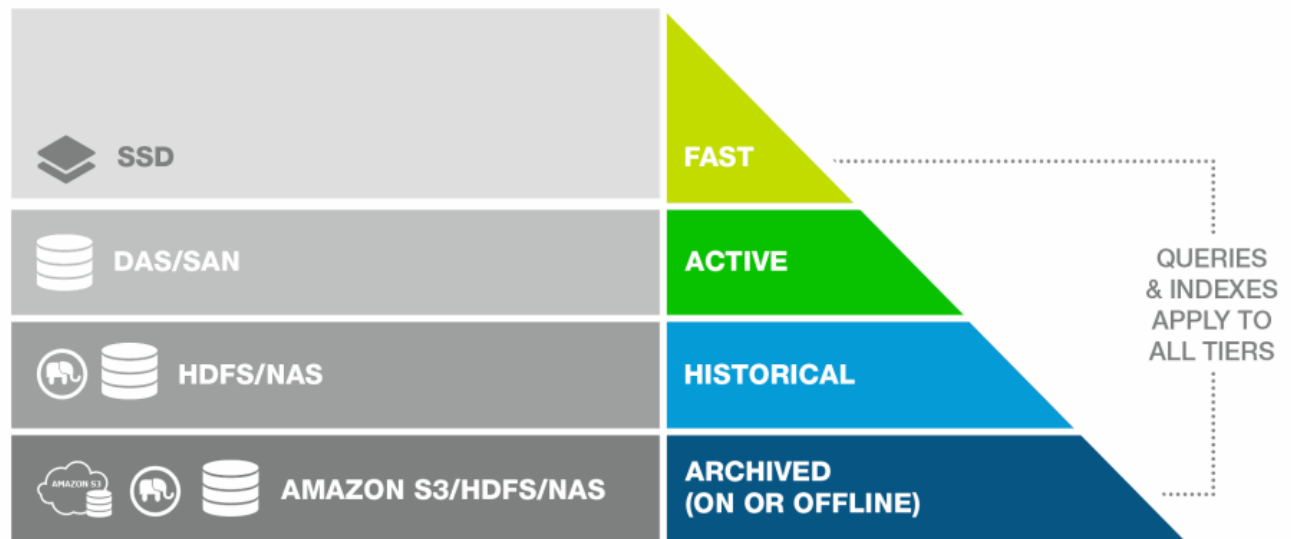 SSD
FAST
DAS/SAN
ACTIVE
QUERIES
& INDEXES
APPLY TO
ALL TIERS
HDFS/NAS
HISTORICAL
AMAZON S3
AMAZON S3/HDFS/NAS
ARCHIVED
(ON OR OFFLINE)